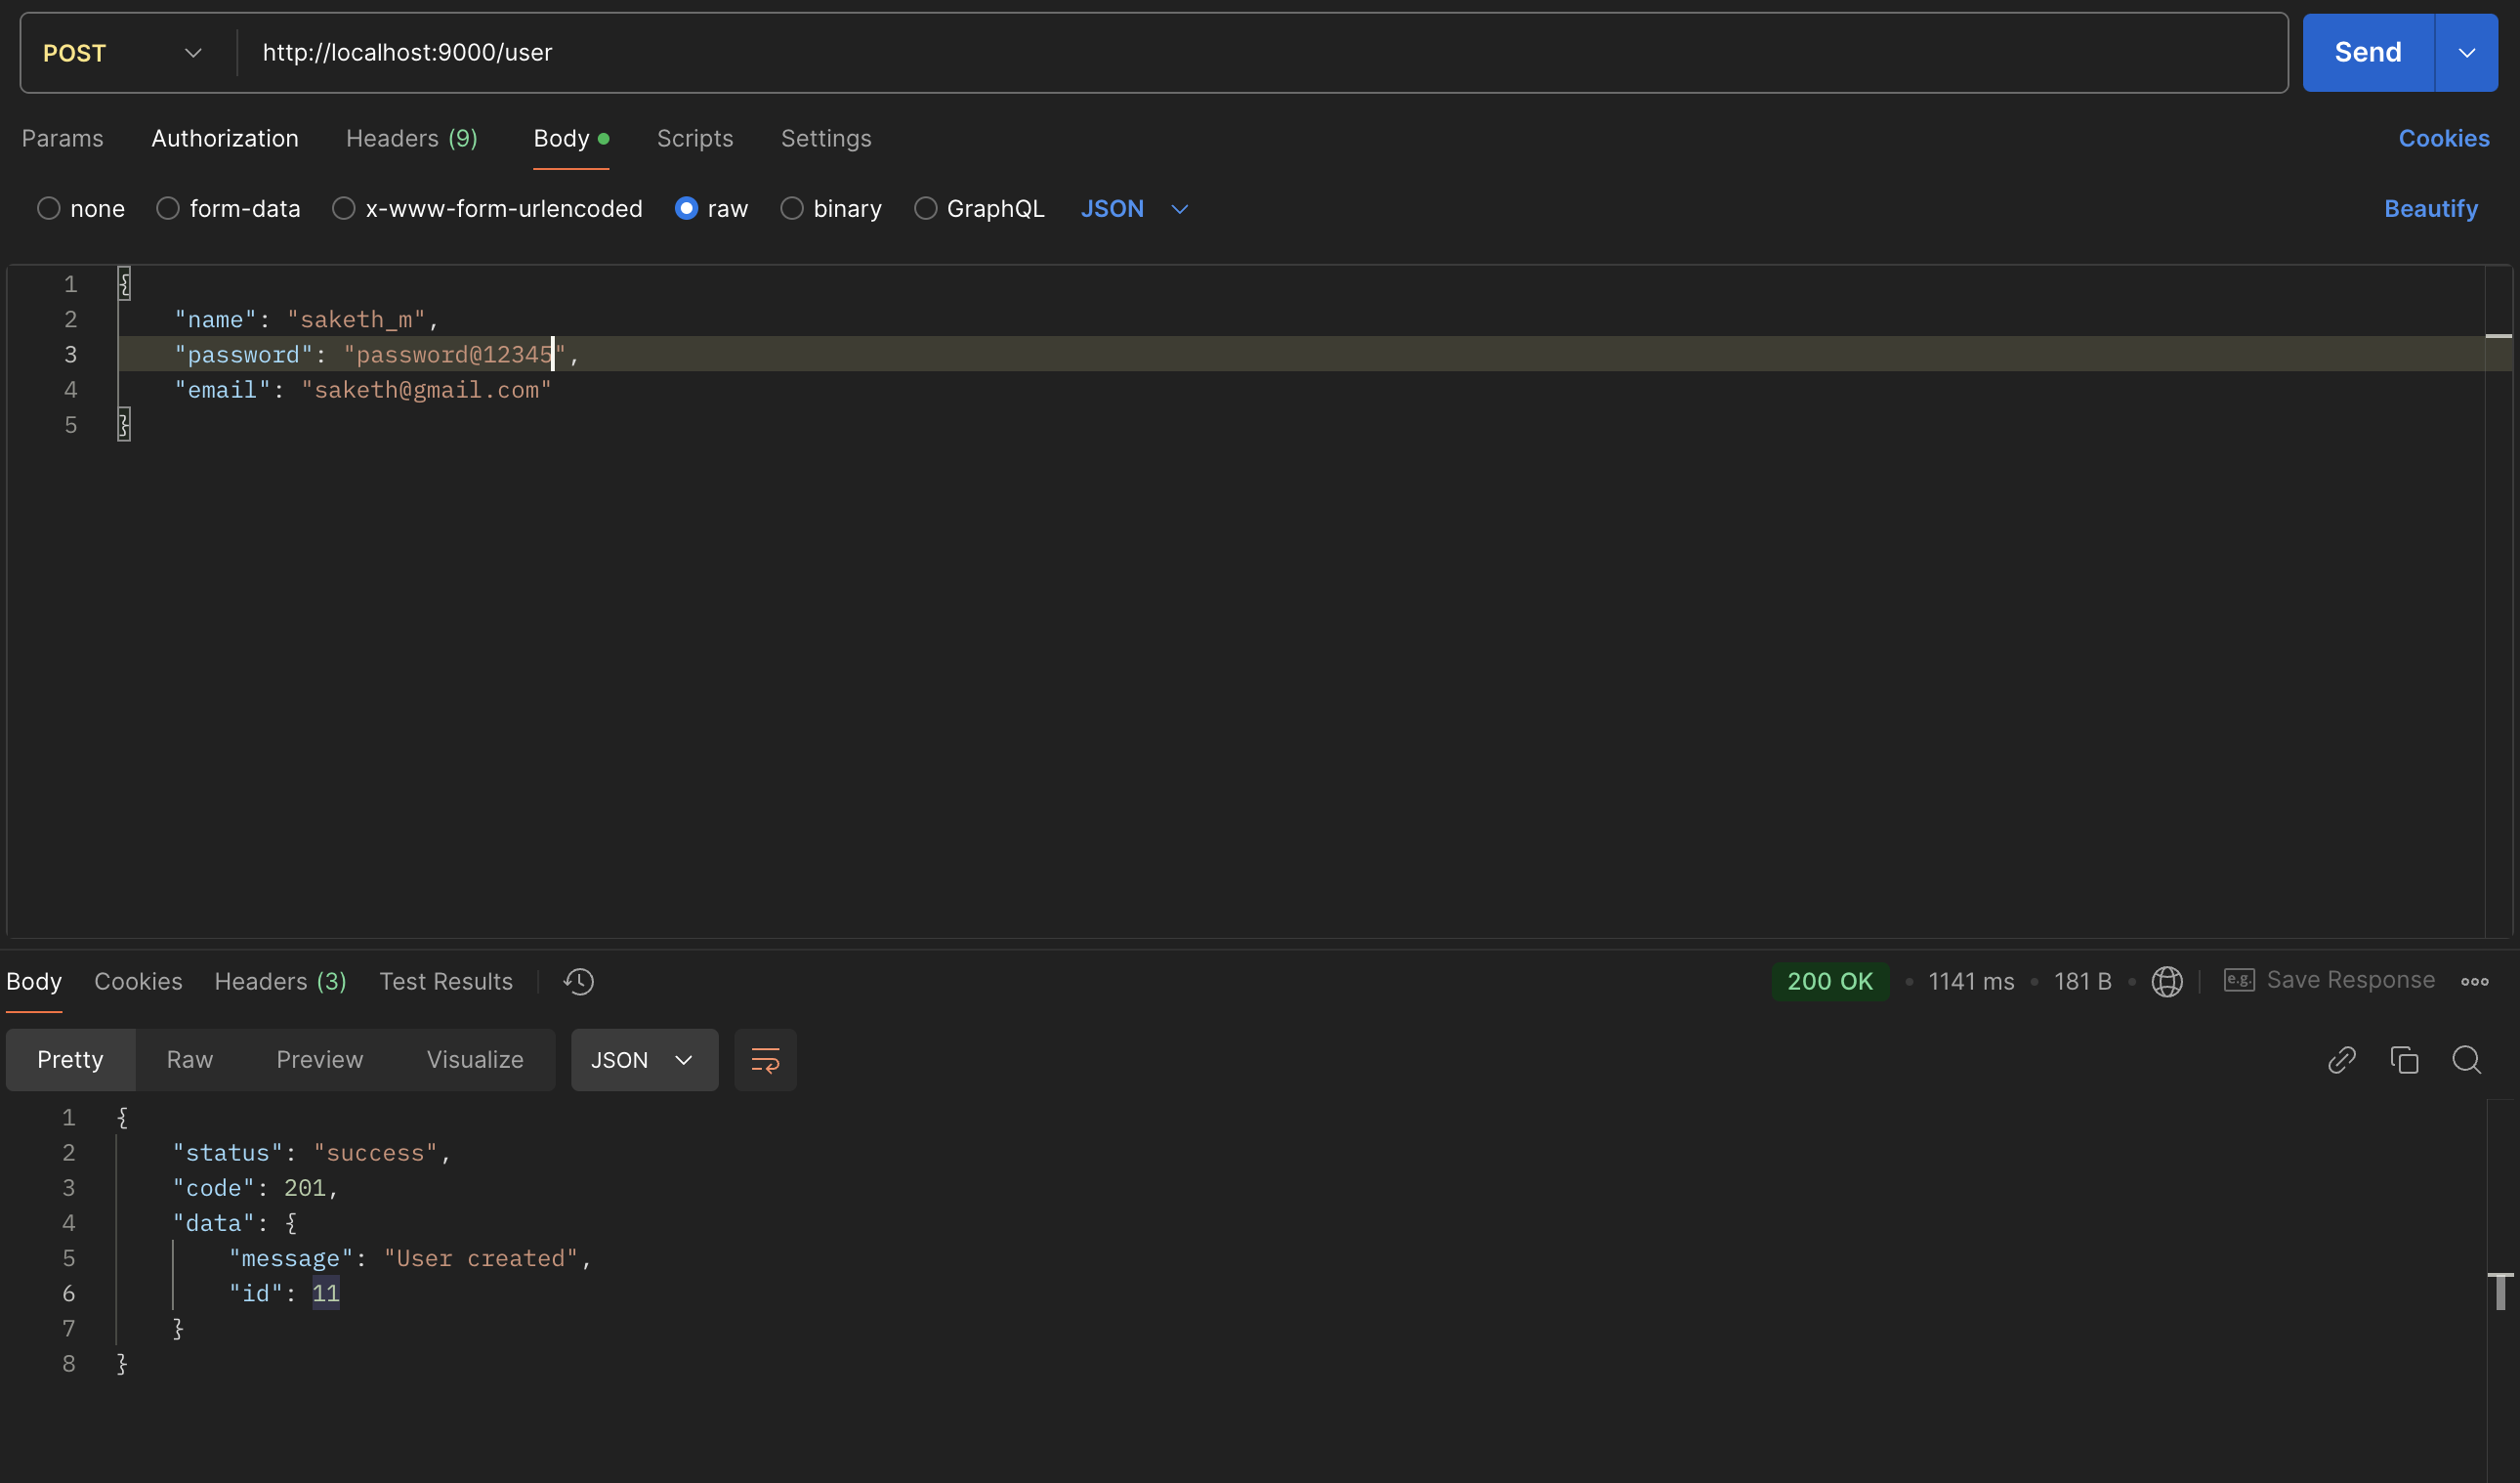 POST http://localhost:9000/user Send
Params Authorization Headers (9) Body Scripts Settings Cookies
none form-data x-www-form-urlencoded raw binary GraphQL JSON Beautify
1 {
2 "name": "saketh_m",
3 "password": "password@12345",
4 "email": "saketh@gmail.com"
5 }
Body Cookies Headers (3) Test Results 200 OK • 1141 ms • 181 B • e.g. Save Response
Pretty Raw Preview Visualize JSON
1 {
2 "status": "success",
3 "code": 201,
4 "data": {
5 "message": "User created",
6 "id": 11
7 }
8 }